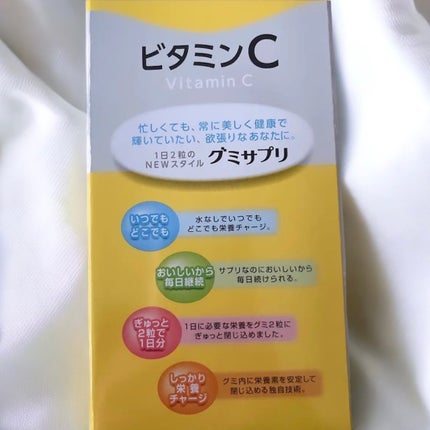 ビタミンC
Vitamin C
忙しくても、常に美しく健康で
輝いていたい、欲張りなあなたに。
1日2粒の
NEWスタイル グミサプリ
いつでも
どこでも
水なしでいつでも
どこでも栄養チャージ。
おいしいから
毎日継続
サプリなのにおいしいから
毎日続けられる。
ぎゅっと
2粒で
1日分
1日に必要な栄養をグミ2粒に
ぎゅっと閉じ込めました。
しっかり
栄養
チャージ
グミ内に栄養素を安定して
閉じ込める独自技術。